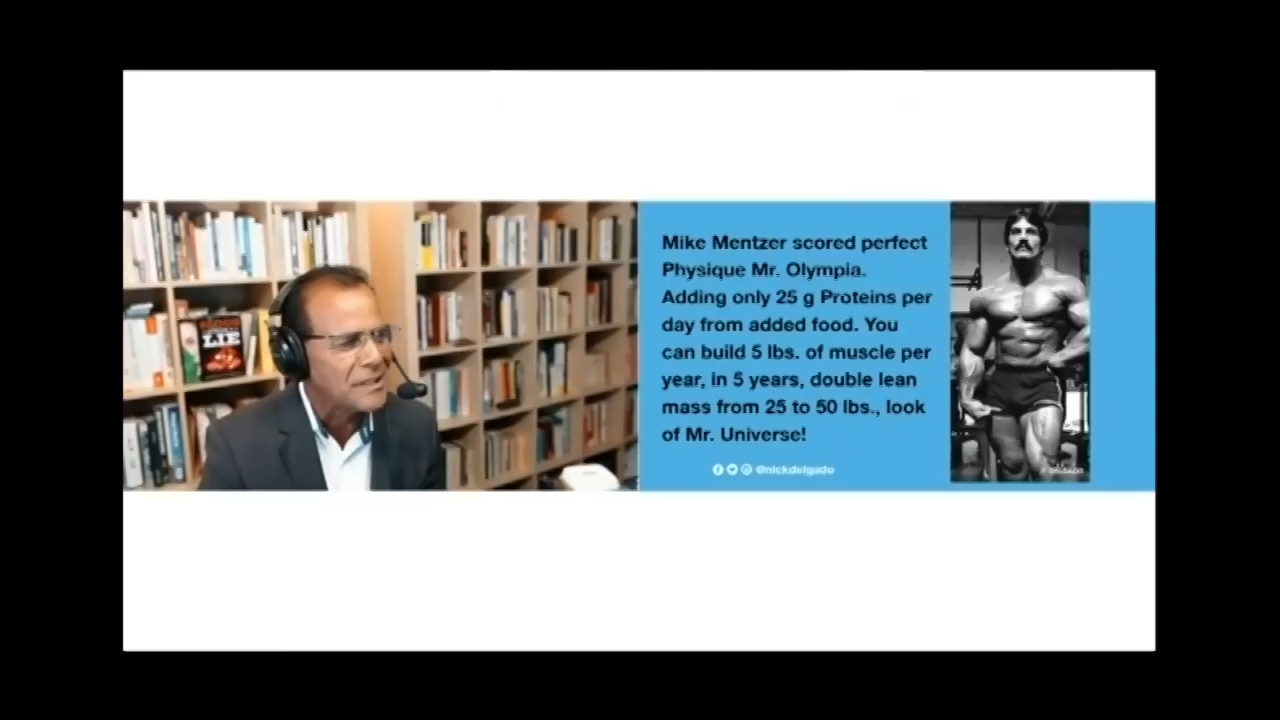 LIE
Mike Mentzer scored perfect
Physique Mr. Olympia.
Adding only 25 g Proteins per
day from added food. You
can build 5 lbs. of muscle per
year, in 5 years, double lean
mass from 25 to 50 lbs., look
of Mr. Universe!
@nickdelgado